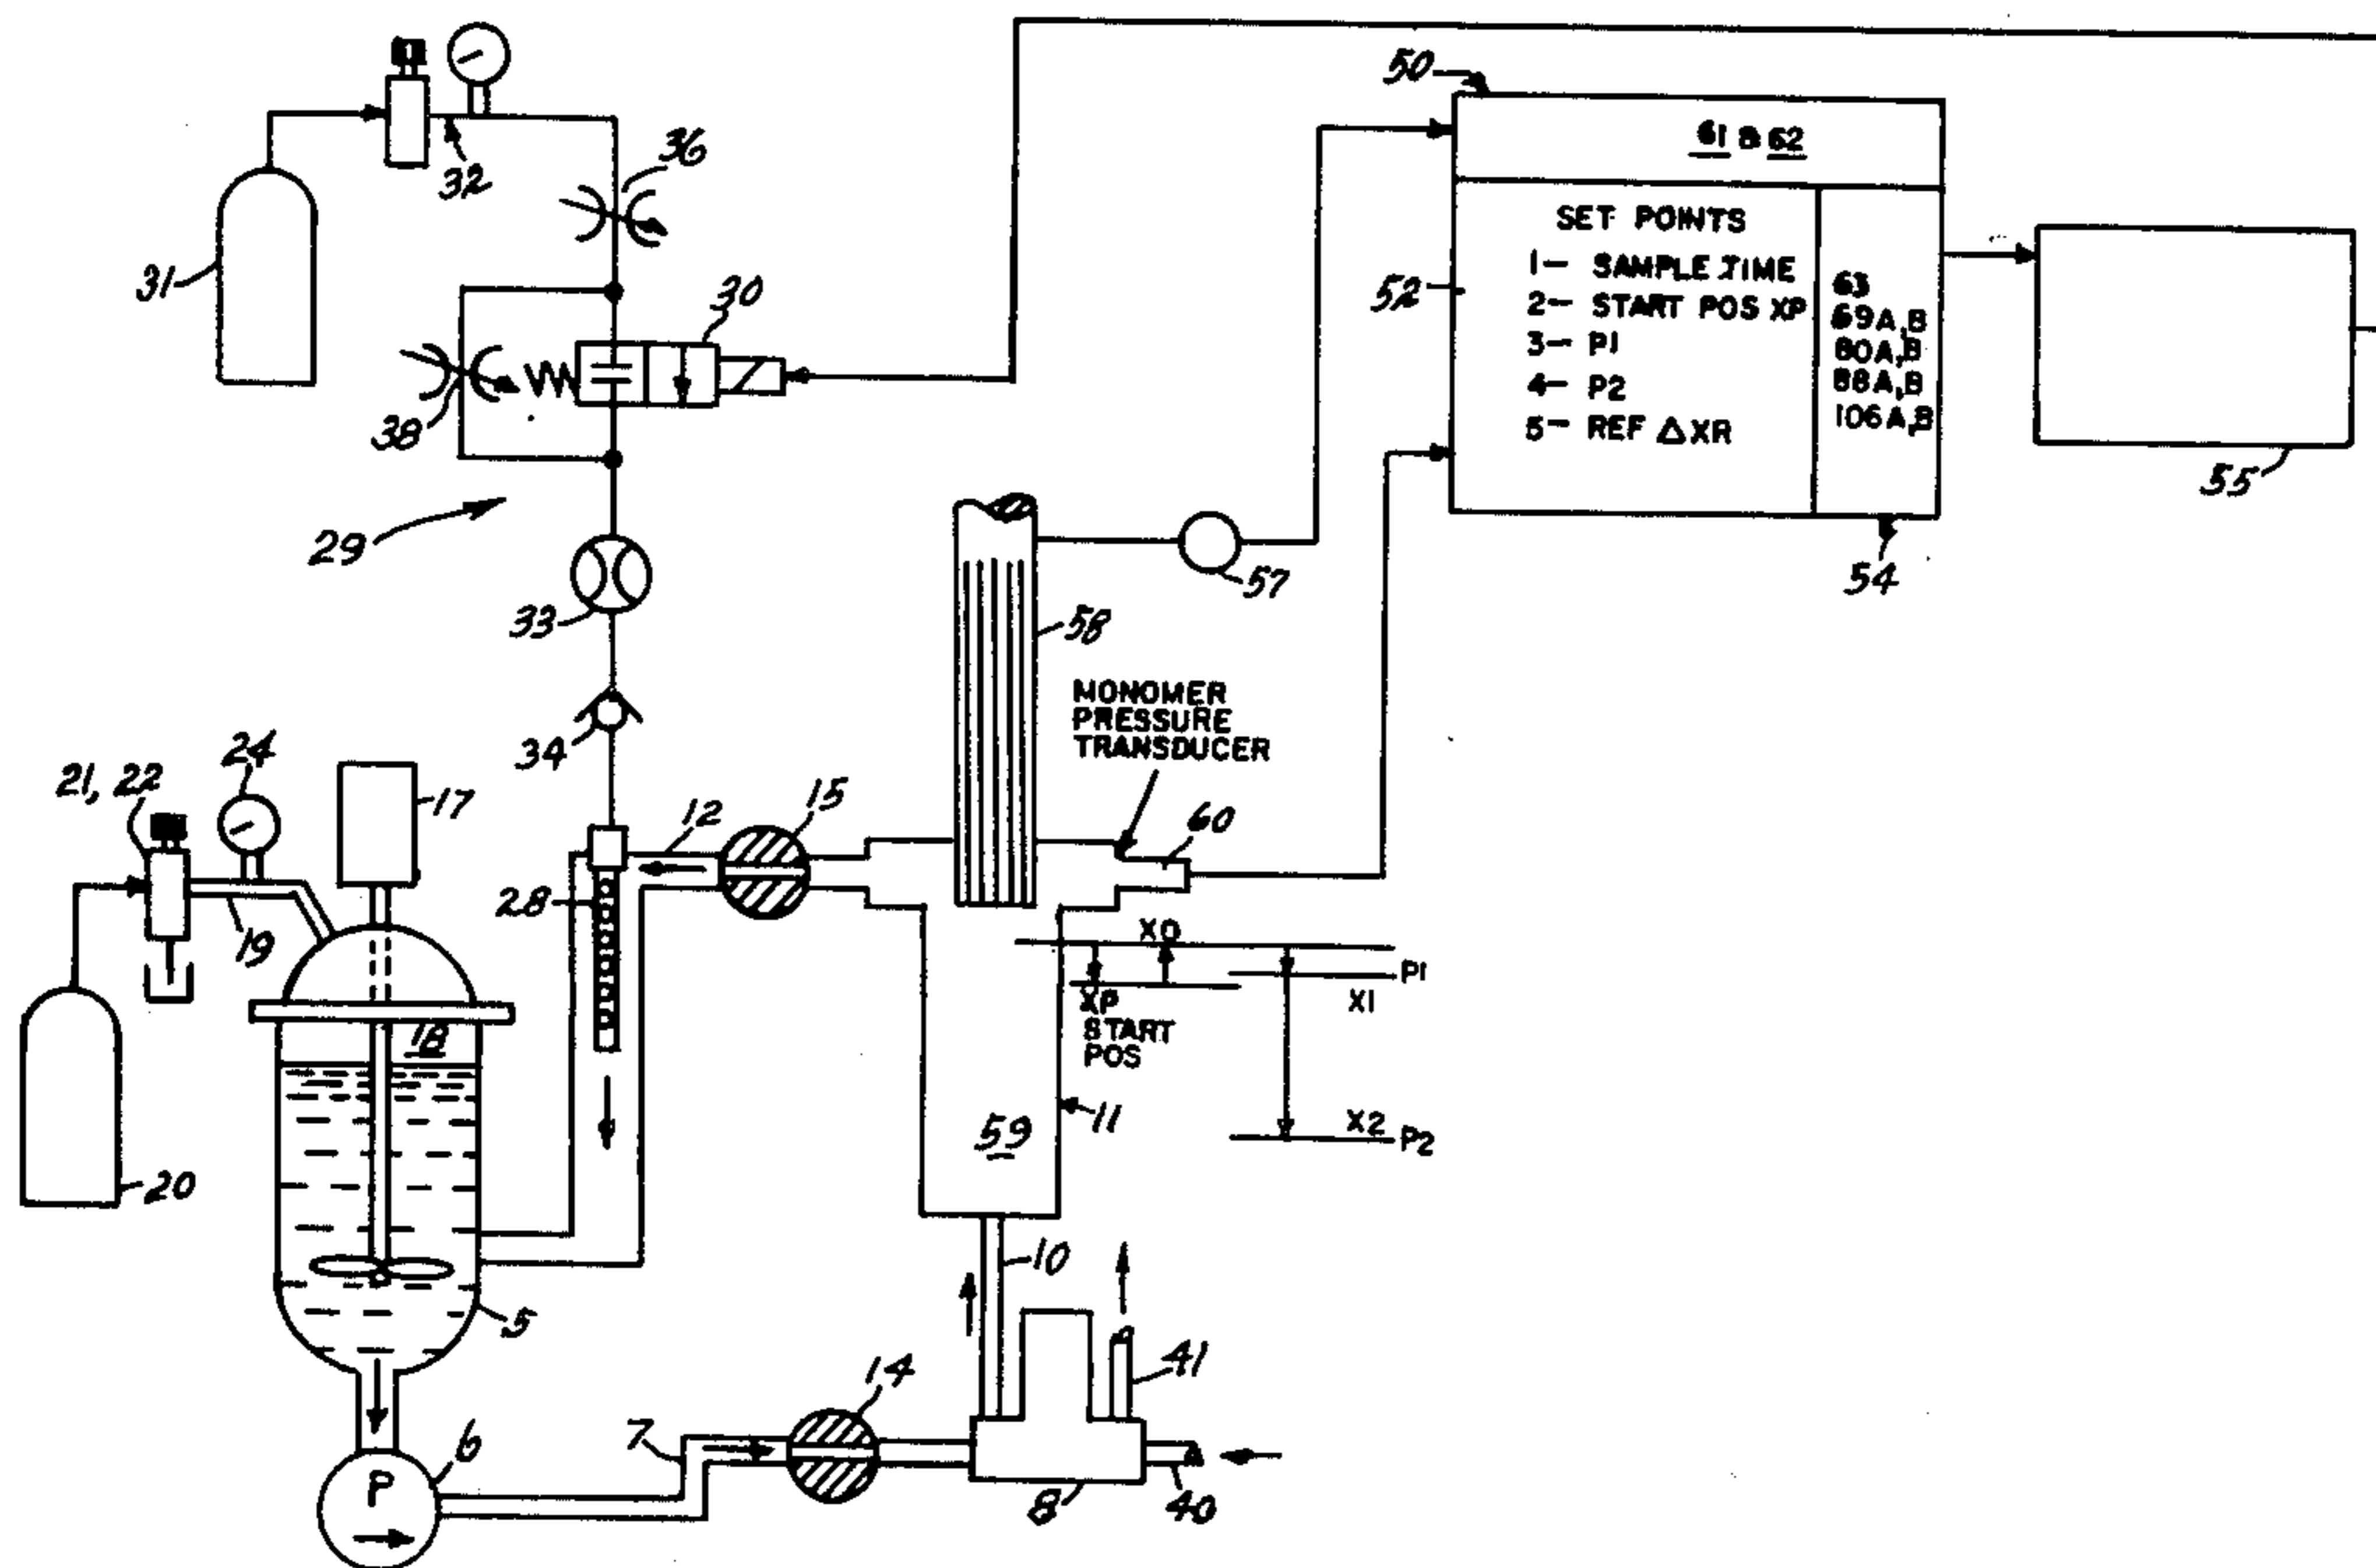 50
61 & 62
36
32
SET POINTS
1- SAMPLE TIME
2- START POS XP
3- P1
4- P2
5- REF △ XR
63
69A,B
80A,B
88A,B
106A,B
31
30
52
38
55
29
54
57
33
58
MONOMER
PRESSURE
TRANSDUCER
34
24
21, 22
17
12
15
60
28
19
XO
P1
XP
START
POS
X1
18
11
X2 P2
59
20
10
5
14
41
7
6
P
8
40